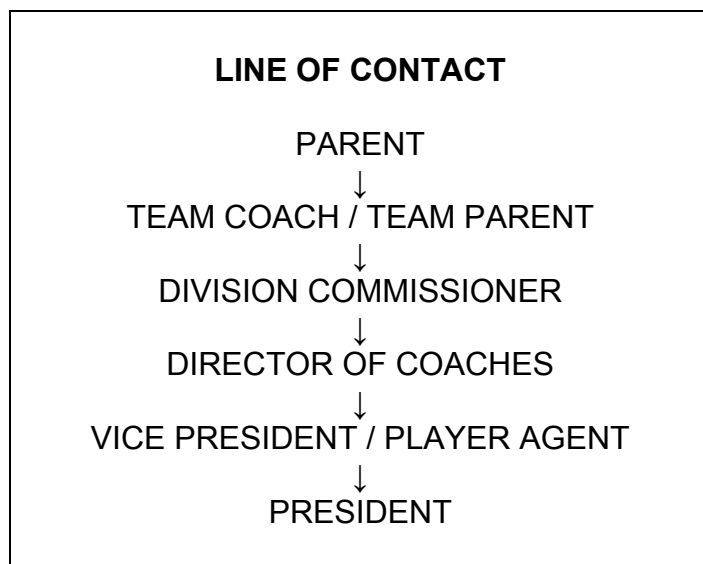 LINE OF CONTACT
PARENT
↓
TEAM COACH / TEAM PARENT
↓
DIVISION COMMISSIONER
↓
DIRECTOR OF COACHES
↓
VICE PRESIDENT / PLAYER AGENT
↓
PRESIDENT